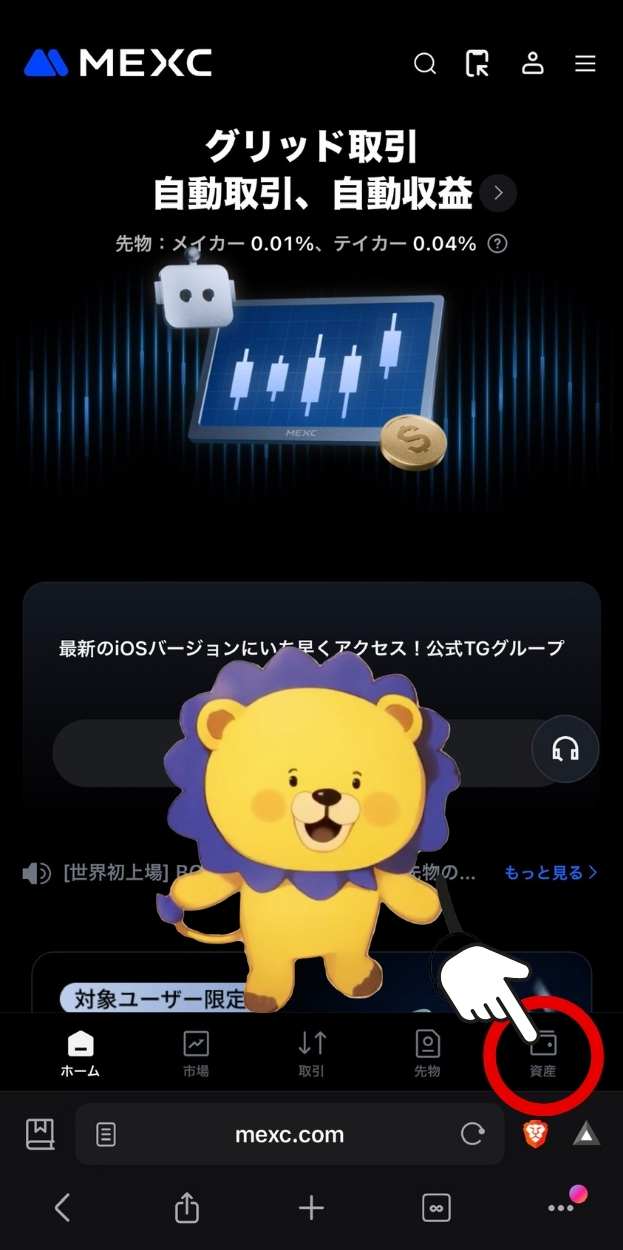 MEXC
グリッド取引
自動取引、自動収益
先物：メイカー 0.01%、テイカー 0.04%
MEXC
最新のiOSバージョンにいち早くアクセス！公式TGグループ
[世界初上場] 先物の... もっと見る
対象ユーザー限定
ホーム 市場 取引 先物 資産
mexc.com